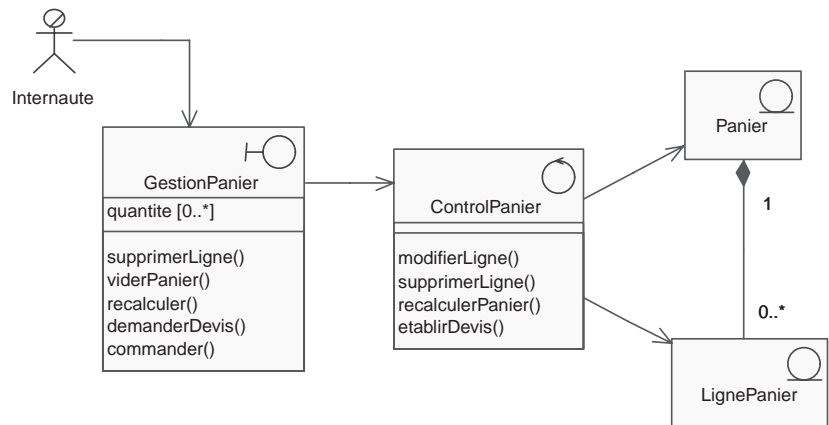 Internaute
GestionPanier
quantite [0..*]
supprimerLigne()
viderPanier()
recalculer()
demanderDevis()
commander()
ControlPanier
modifierLigne()
supprimerLigne()
recalculerPanier()
etablirDevis()
Panier
1
0..*
LignePanier